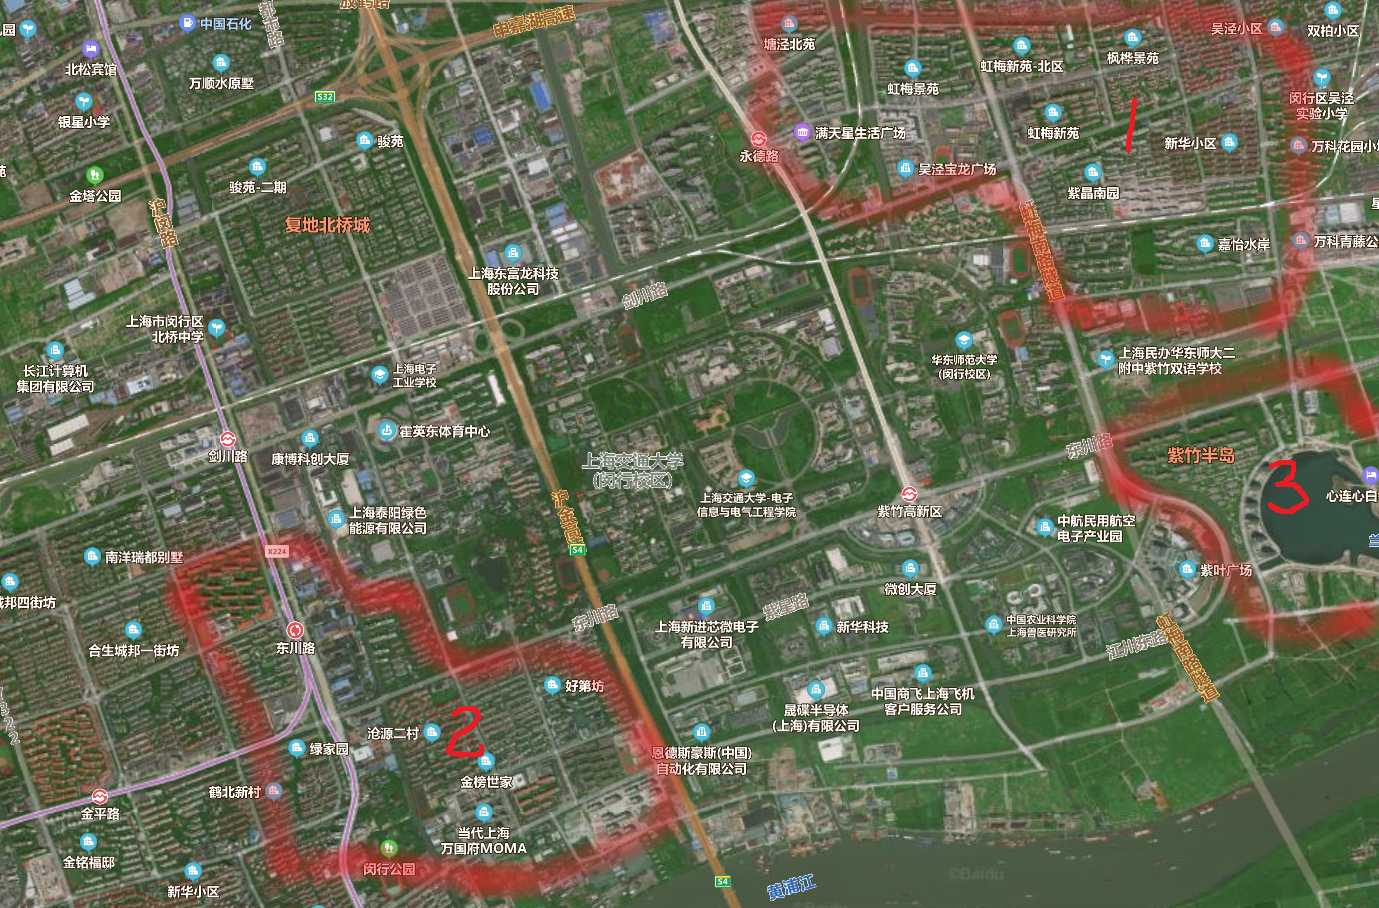 放鹤路
申嘉湖高速
中国石化
北松宾馆
万顺水原墅
塘泾北苑
吴泾小区
双柏小区
虹梅新苑-北区
枫桦景苑
虹梅景苑
闵行区吴泾
实验小学
银星小学
S32
1
骏苑
永德路
满天星生活广场
虹梅新苑
新华小区
万科花园小城
骏苑-二期
金塔公园
吴泾宝龙广场
紫晶南园
沪闵路
复地北桥城
虹梅南路隧道
嘉怡水岸
万科青藤公
上海东富龙科技
股份公司
剑川路
上海市闵行区
北桥中学
长江计算机
集团有限公司
上海电子
工业学校
华东师范大学
(闵行校区)
上海民办华东师大二
附中紫竹双语学校
霍英东体育中心
剑川路
康博科创大厦
上海交通大学
(闵行校区)
东川路
紫竹半岛
3
心连心白
上海交通大学-电子
信息与电气工程学院
紫竹高新区
沪金高速
上海泰阳绿色
能源有限公司
中航民用航空
电子产业园
X224
S4
南洋瑞都别墅
紫叶广场
微创大厦
城邦四街坊
合生城邦一街坊
东川路
东川路
紫星路
上海新进芯微电子
有限公司
新华科技
中国农业科学院
上海兽医研究所
江川东路
虹梅南路隧道
好第坊
中国商飞上海飞机
客户服务公司
晟碟半导体
(上海)有限公司
沧源二村
2
绿家园
金榜世家
恩德斯豪斯(中国)
自动化有限公司
鹤北新村
金平路
当代上海
万国府MOMA
金铭福邸
闵行公园
新华小区
S4
黄浦江
©Baidu